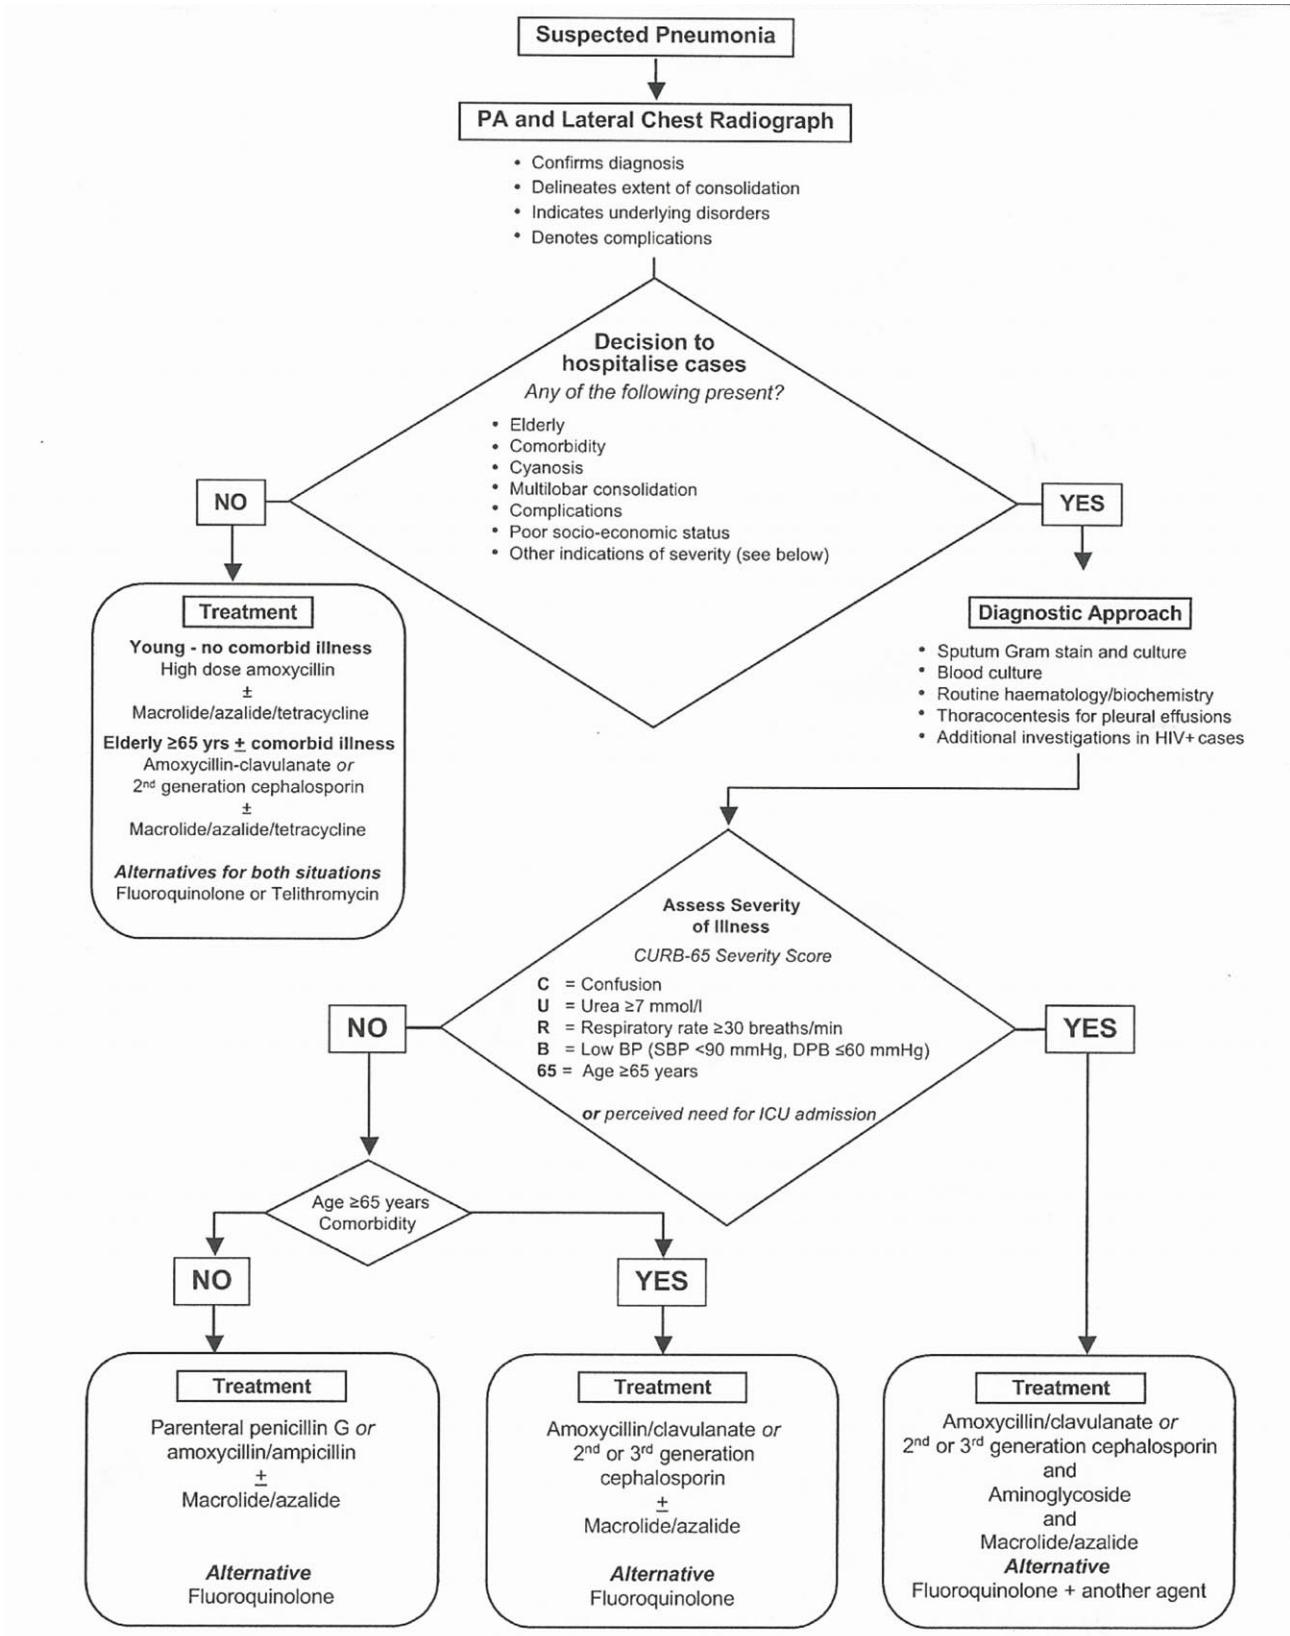 Suspected Pneumonia
PA and Lateral Chest Radiograph
• Confirms diagnosis
• Delineates extent of consolidation
• Indicates underlying disorders
• Denotes complications
Decision to
hospitalise cases
Any of the following present?
• Elderly
• Comorbidity
• Cyanosis
• Multilobar consolidation
• Complications
• Poor socio-economic status
• Other indications of severity (see below)
NO
YES
Treatment
Young - no comorbid illness
High dose amoxycillin
±
Macrolide/azalide/tetracycline
Elderly ≥65 yrs ± comorbid illness
Amoxycillin-clavulanate or
2nd generation cephalosporin
±
Macrolide/azalide/tetracycline
Alternatives for both situations
Fluoroquinolone or Telithromycin
Diagnostic Approach
• Sputum Gram stain and culture
• Blood culture
• Routine haematology/biochemistry
• Thoracocentesis for pleural effusions
• Additional investigations in HIV+ cases
Assess Severity
of Illness
CURB-65 Severity Score
C = Confusion
U = Urea ≥7 mmol/l
R = Respiratory rate ≥30 breaths/min
B = Low BP (SBP <90 mmHg, DPB ≤60 mmHg)
65 = Age ≥65 years
or perceived need for ICU admission
NO
YES
Age ≥65 years
Comorbidity
NO
YES
Treatment
Parenteral penicillin G or
amoxycillin/ampicillin
±
Macrolide/azalide
Alternative
Fluoroquinolone
Treatment
Amoxycillin/clavulanate or
2nd or 3rd generation
cephalosporin
±
Macrolide/azalide
Alternative
Fluoroquinolone
Treatment
Amoxycillin/clavulanate or
2nd or 3rd generation cephalosporin
and
Aminoglycoside
and
Macrolide/azalide
Alternative
Fluoroquinolone + another agent